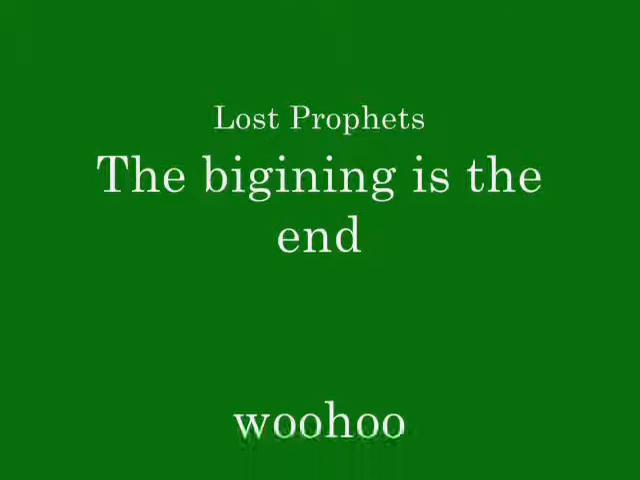 Lost Prophets
The bigining is the
end
woohoo